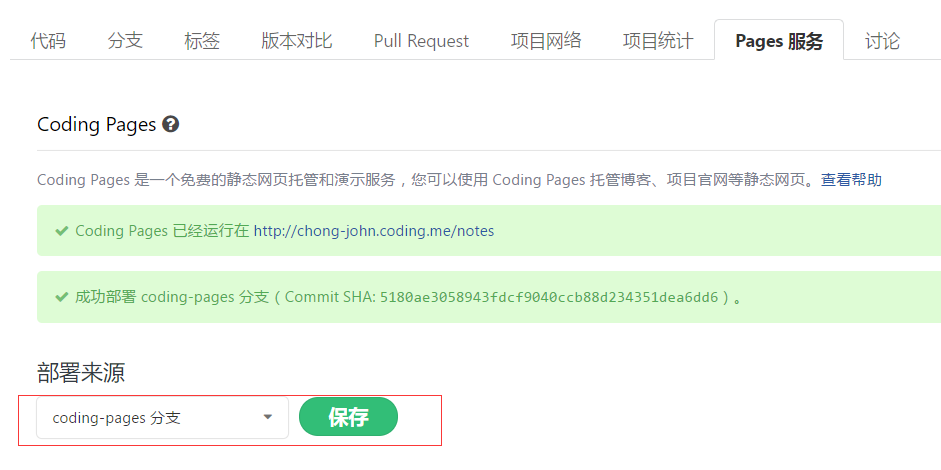 代码 分支 标签 版本对比 Pull Request 项目网络 项目统计 Pages 服务 讨论
Coding Pages ?
Coding Pages 是一个免费的静态网页托管和演示服务，您可以使用 Coding Pages 托管博客、项目官网等静态网页。查看帮助
Coding Pages 已经运行在 http://chong-john.coding.me/notes
成功部署 coding-pages 分支（Commit SHA: 5180ae3058943fdcf9040ccb88d234351dea6dd6）。
部署来源
coding-pages 分支 保存